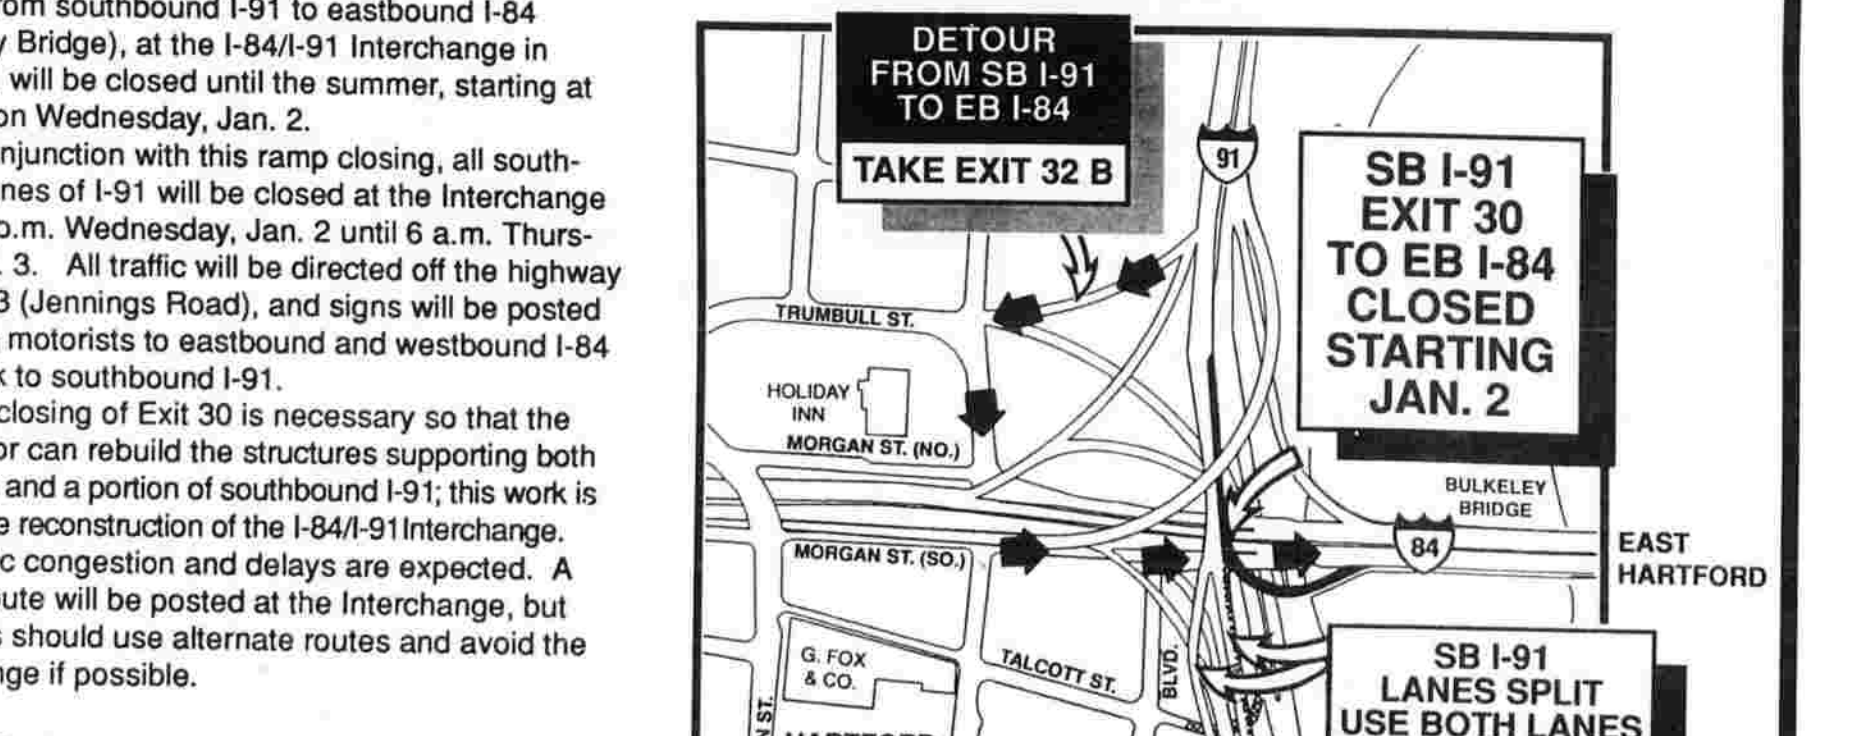 om southbound I-91 to eastbound I-84
Bridge), at the I-84/I-91 Interchange in
will be closed until the summer, starting at
on Wednesday, Jan. 2.
njunction with this ramp closing, all south-
nes of I-91 will be closed at the Interchange
p.m. Wednesday, Jan. 2 until 6 a.m. Thurs-
. 3. All traffic will be directed off the highway
3 (Jennings Road), and signs will be posted
motorists to eastbound and westbound I-84
k to southbound I-91.
closing of Exit 30 is necessary so that the
or can rebuild the structures supporting both
and a portion of southbound I-91; this work is
e reconstruction of the I-84/I-91 Interchange.
c congestion and delays are expected. A
ute will be posted at the Interchange, but
s should use alternate routes and avoid the
nge if possible.
DETOUR
FROM SB I-91
TO EB I-84
TAKE EXIT 32 B
91
SB I-91
EXIT 30
TO EB I-84
CLOSED
STARTING
JAN. 2
TRUMBULL ST.
HOLIDAY
INN
MORGAN ST. (NO.)
BULKELEY
BRIDGE
84
EAST
HARTFORD
MORGAN ST. (SO.)
G. FOX
& CO.
TALCOTT ST.
BLVD.
N ST.
HARTFORD
SB I-91
LANES SPLIT
USE BOTH LANES